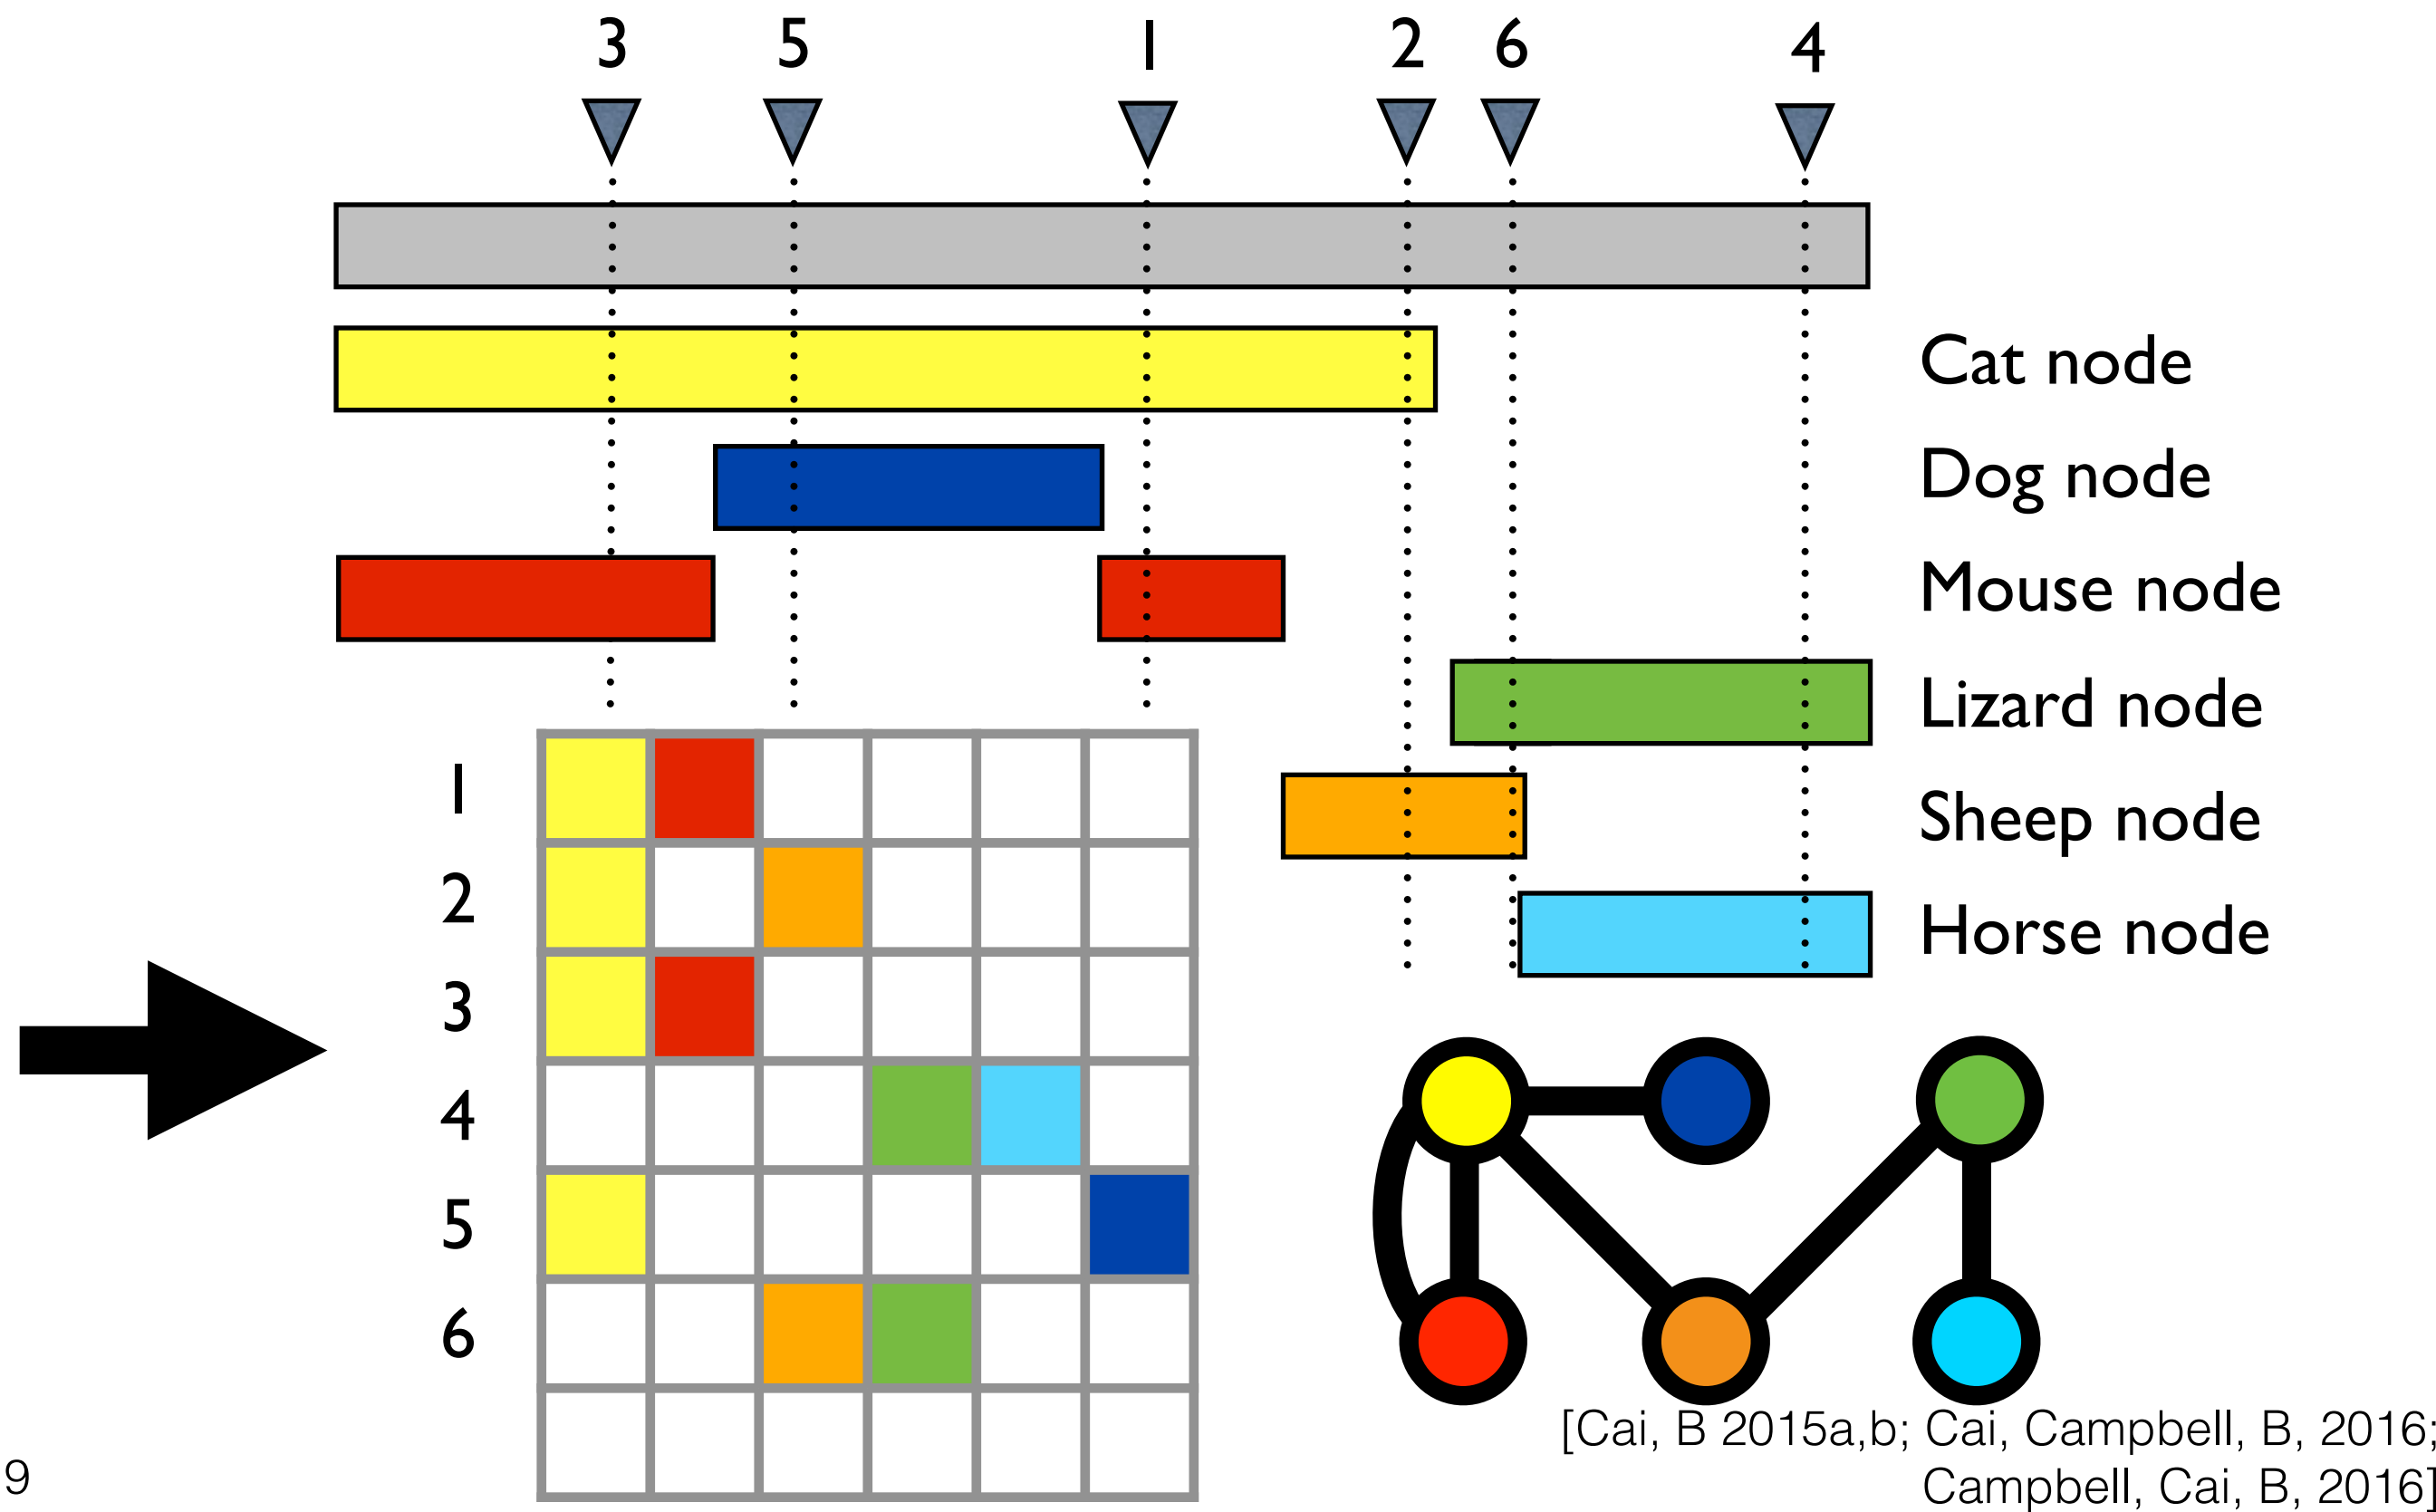 3 5 1 2 6 4
Cat node
Dog node
Mouse node
Lizard node
Sheep node
Horse node
1
2
3
4
5
6
[Cai, B 2015a,b; Cai, Campbell, B, 2016;
Campbell, Cai, B, 2016]
9